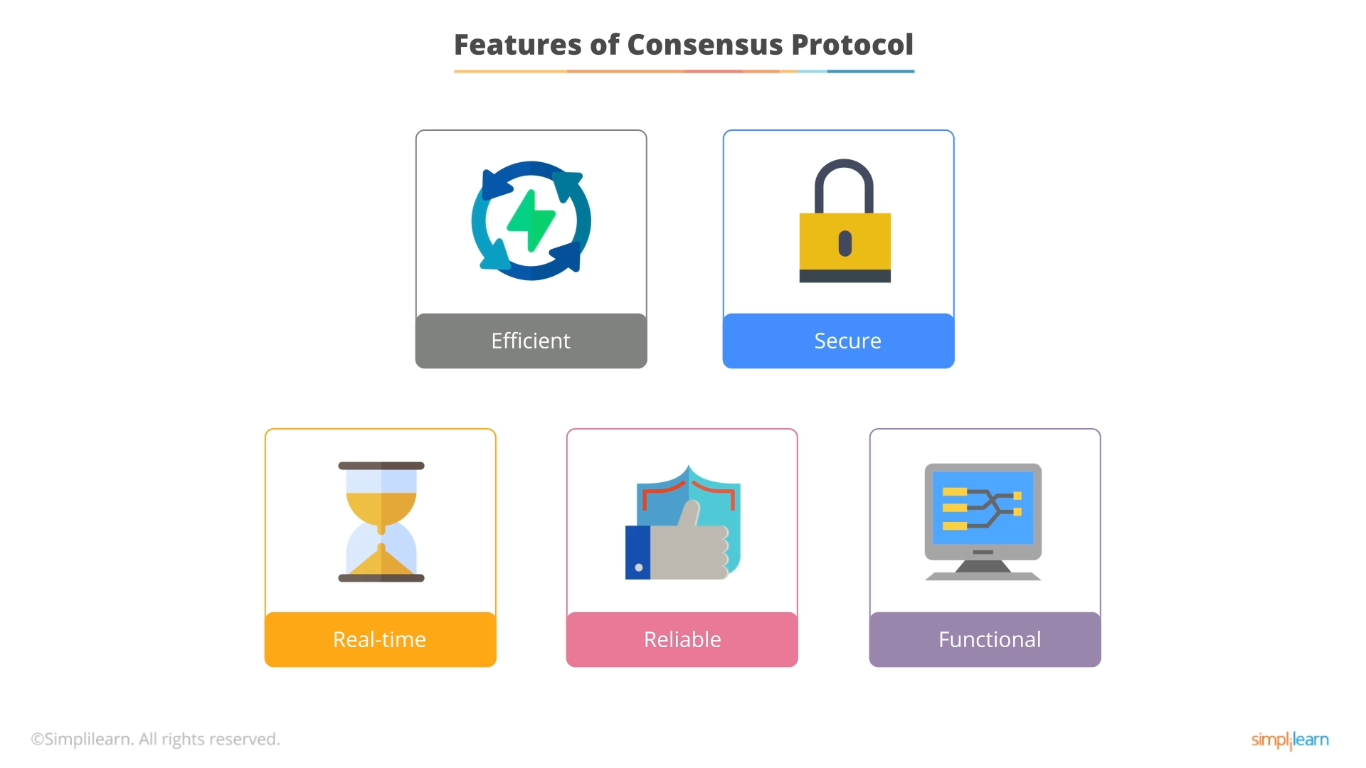 Features of Consensus Protocol
Efficient
Secure
Real-time
Reliable
Functional
©Simplilearn. All rights reserved.
simplilearn